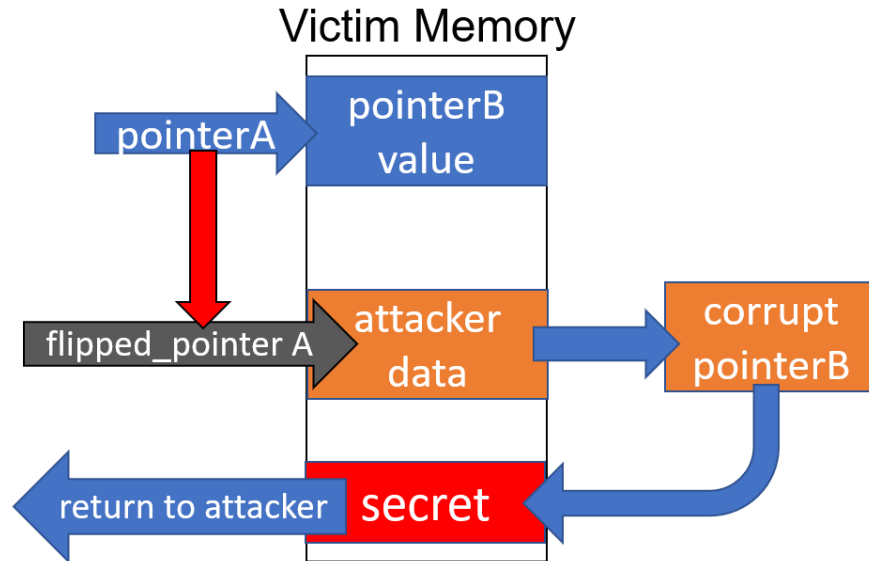 Victim Memory
pointerA
pointerB
value
flipped_pointer A
attacker
data
corrupt
pointerB
return to attacker
secret